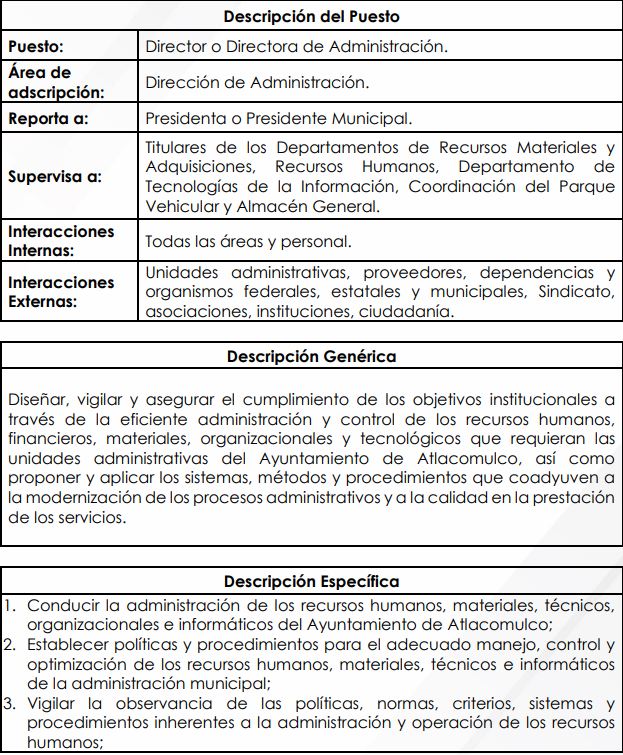 Descripción del Puesto
Puesto:
Director o Directora de Administración.
Área de
adscripción:
Dirección de Administración.
Reporta a:
Presidenta o Presidente Municipal.
Supervisa a:
Titulares de los Departamentos de Recursos Materiales y
Adquisiciones, Recursos Humanos, Departamento de
Tecnologías de la Información, Coordinación del Parque
Vehicular y Almacén General.
Interacciones
Internas:
Todas las áreas y personal.
Interacciones
Externas:
Unidades administrativas, proveedores, dependencias y
organismos federales, estatales y municipales, Sindicato,
asociaciones, instituciones, ciudadanía.
Descripción Genérica
Diseñar, vigilar y asegurar el cumplimiento de los objetivos institucionales a
través de la eficiente administración y control de los recursos humanos,
financieros, materiales, organizacionales y tecnológicos que requieran las
unidades administrativas del Ayuntamiento de Atlacomulco, así como
proponer y aplicar los sistemas, métodos y procedimientos que coadyuven a
la modernización de los procesos administrativos y a la calidad en la prestación
de los servicios.
Descripción Específica
1. Conducir la administración de los recursos humanos, materiales, técnicos,
organizacionales e informáticos del Ayuntamiento de Atlacomulco;
2. Establecer políticas y procedimientos para el adecuado manejo, control y
optimización de los recursos humanos, materiales, técnicos e informáticos
de la administración municipal;
3. Vigilar la observancia de las políticas, normas, criterios, sistemas y
procedimientos inherentes a la administración y operación de los recursos
humanos;